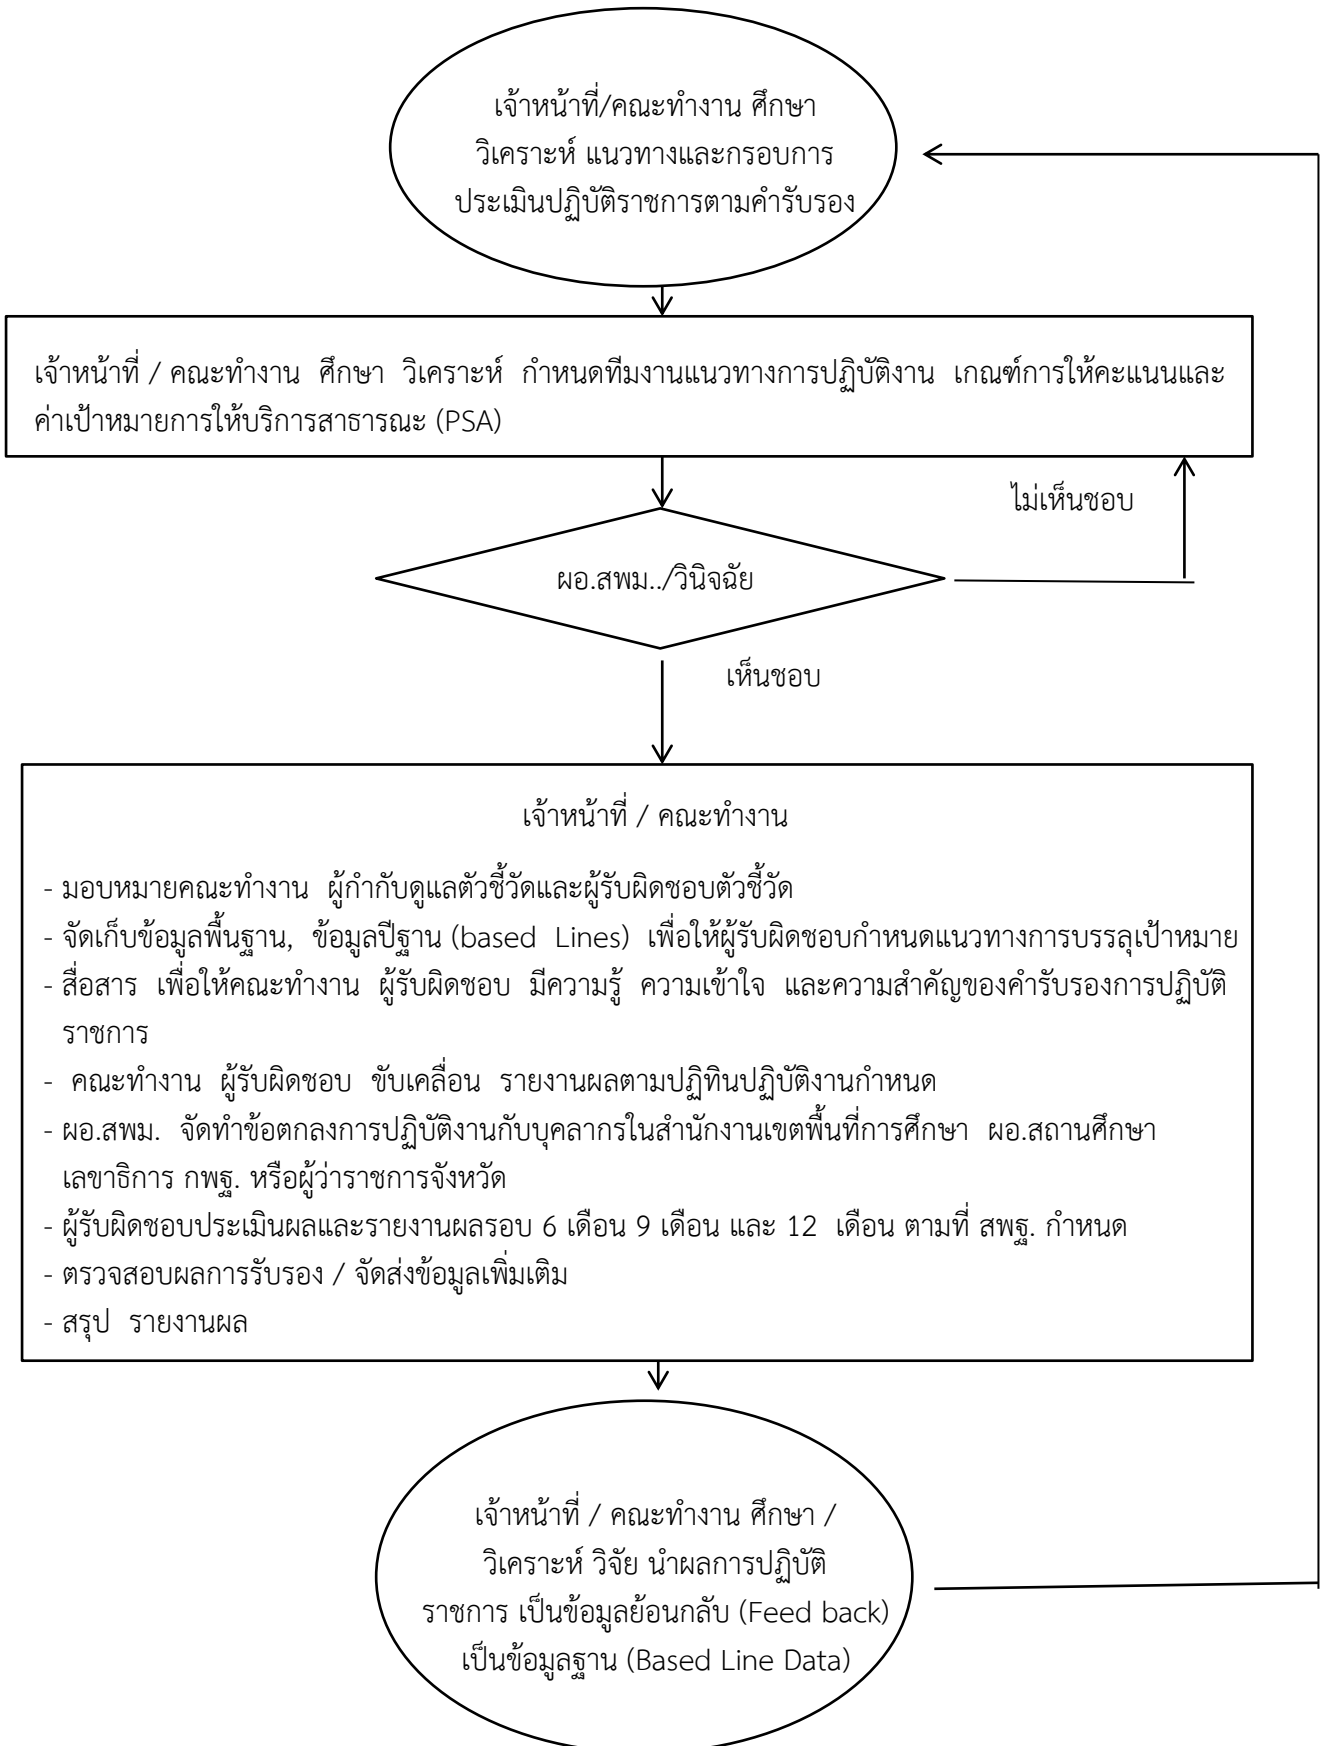 เจ้าหน้าที่/คณะทำงาน ศึกษา
วิเคราะห์ แนวทางและกรอบการ
ประเมินปฏิบัติราชการตามคำรับรอง
เจ้าหน้าที่ / คณะทำงาน ศึกษา วิเคราะห์ กำหนดทีมงานแนวทางการปฏิบัติงาน เกณฑ์การให้คะแนนและ
ค่าเป้าหมายการให้บริการสาธารณะ (PSA)
ไม่เห็นชอบ
ผอ.สพม../วินิจฉัย
เห็นชอบ
เจ้าหน้าที่ / คณะทำงาน
- มอบหมายคณะทำงาน ผู้กำกับดูแลตัวชี้วัดและผู้รับผิดชอบตัวชี้วัด
- จัดเก็บข้อมูลพื้นฐาน, ข้อมูลปีฐาน (based Lines) เพื่อให้ผู้รับผิดชอบกำหนดแนวทางการบรรลุเป้าหมาย
- สื่อสาร เพื่อให้คณะทำงาน ผู้รับผิดชอบ มีความรู้ ความเข้าใจ และความสำคัญของคำรับรองการปฏิบัติ
ราชการ
- คณะทำงาน ผู้รับผิดชอบ ขับเคลื่อน รายงานผลตามปฏิทินปฏิบัติงานกำหนด
- ผอ.สพม. จัดทำข้อตกลงการปฏิบัติงานกับบุคลากรในสำนักงานเขตพื้นที่การศึกษา ผอ.สถานศึกษา
เลขาธิการ กพฐ. หรือผู้ว่าราชการจังหวัด
- ผู้รับผิดชอบประเมินผลและรายงานผลรอบ 6 เดือน 9 เดือน และ 12 เดือน ตามที่ สพฐ. กำหนด
- ตรวจสอบผลการรับรอง / จัดส่งข้อมูลเพิ่มเติม
- สรุป รายงานผล
เจ้าหน้าที่ / คณะทำงาน ศึกษา /
วิเคราะห์ วิจัย นำผลการปฏิบัติ
ราชการ เป็นข้อมูลย้อนกลับ (Feed back)
เป็นข้อมูลฐาน (Based Line Data)